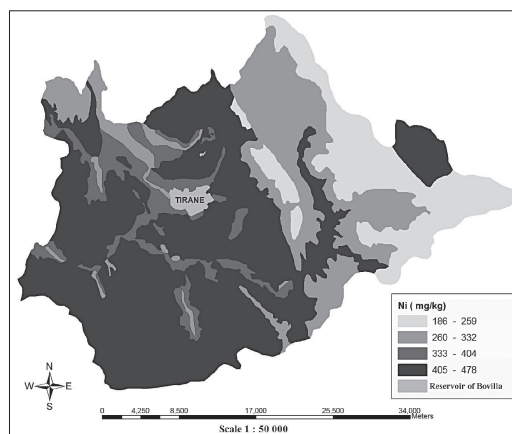 TIRANE
Ni ( mg/kg)
186 - 259
260 - 332
333 - 404
405 - 478
Reservoir of Bovilla
N
W E
S
0 4,250 8,500 17,000 25,500 34,000
Meters
Scale 1 : 50 000